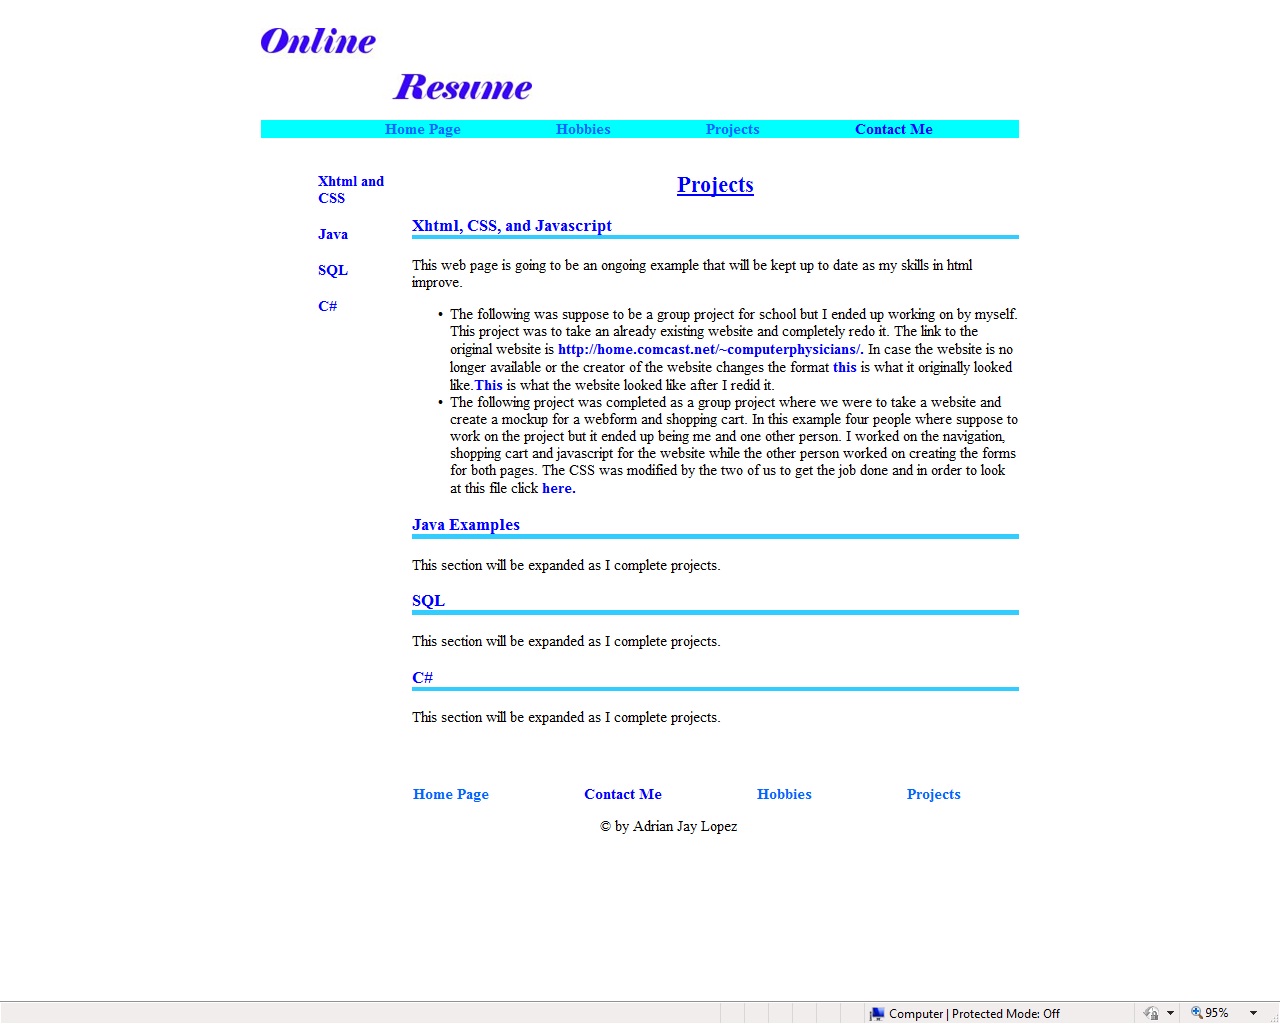 Online
Resume
Home Page Hobbies Projects Contact Me
Xhtml and
CSS
Java
SQL
C#
Projects
Xhtml, CSS, and Javascript
This web page is going to be an ongoing example that will be kept up to date as my skills in html
improve.
• The following was suppose to be a group project for school but I ended up working on by myself.
This project was to take an already existing website and completely redo it. The link to the
original website is http://home.comcast.net/~computerphysicians/. In case the website is no
longer available or the creator of the website changes the format this is what it originally looked
like.This is what the website looked like after I redid it.
• The following project was completed as a group project where we were to take a website and
create a mockup for a webform and shopping cart. In this example four people where suppose to
work on the project but it ended up being me and one other person. I worked on the navigation,
shopping cart and javascript for the website while the other person worked on creating the forms
for both pages. The CSS was modified by the two of us to get the job done and in order to look
at this file click here.
Java Examples
This section will be expanded as I complete projects.
SQL
This section will be expanded as I complete projects.
C#
This section will be expanded as I complete projects.
Home Page Contact Me Hobbies Projects
© by Adrian Jay Lopez
Computer | Protected Mode: Off 95%